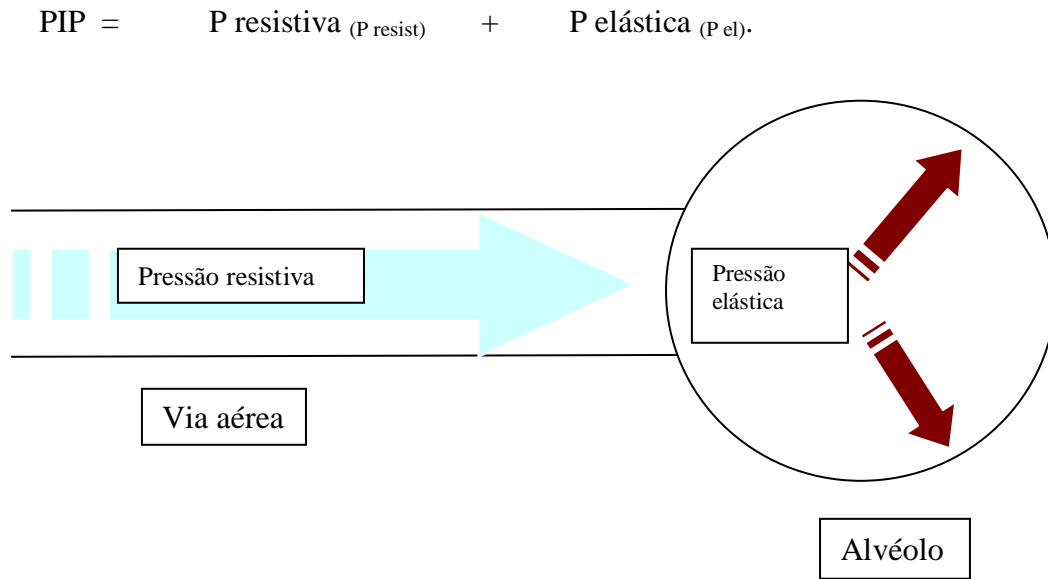 PIP = P resistiva (P resist) + P elástica (P el).
Pressão resistiva
Pressão
elástica
Via aérea
Alvéolo